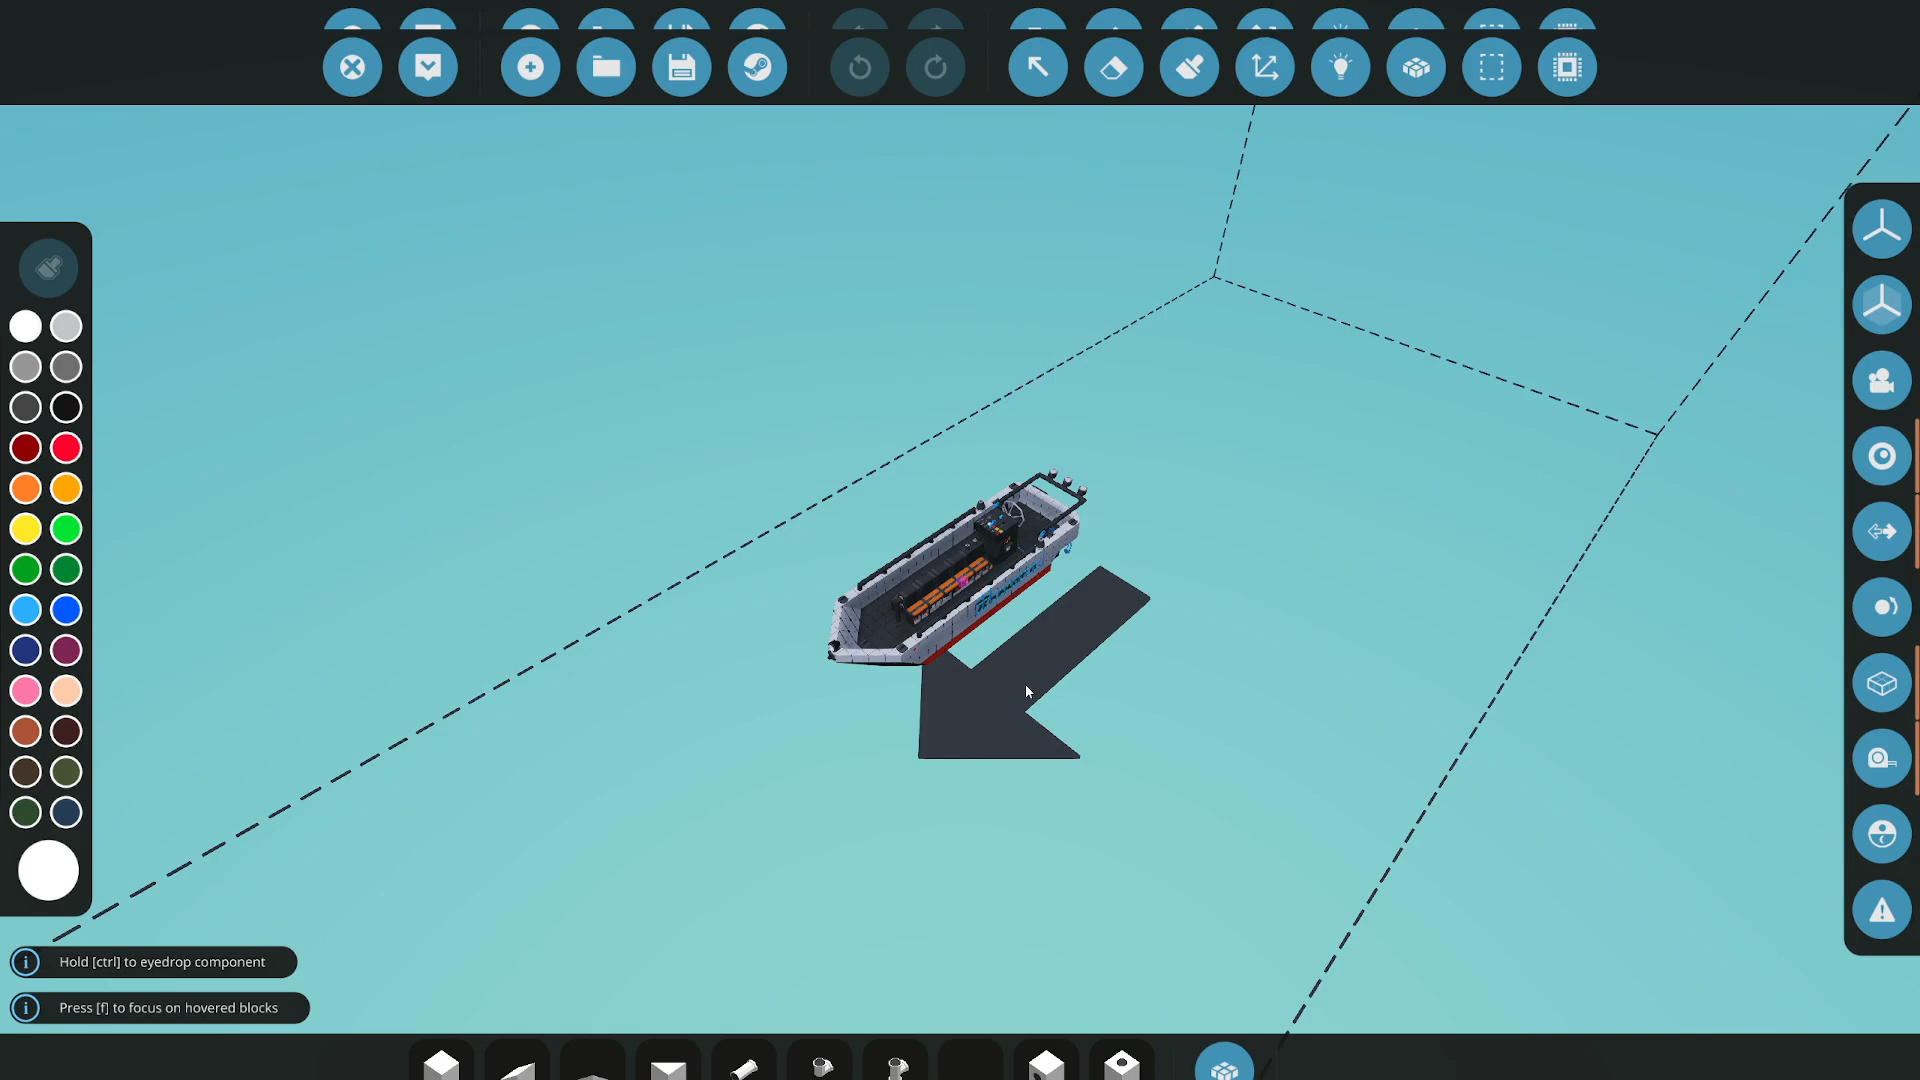 Hold [ctrl] to eyedrop component
Press [f] to focus on hovered blocks